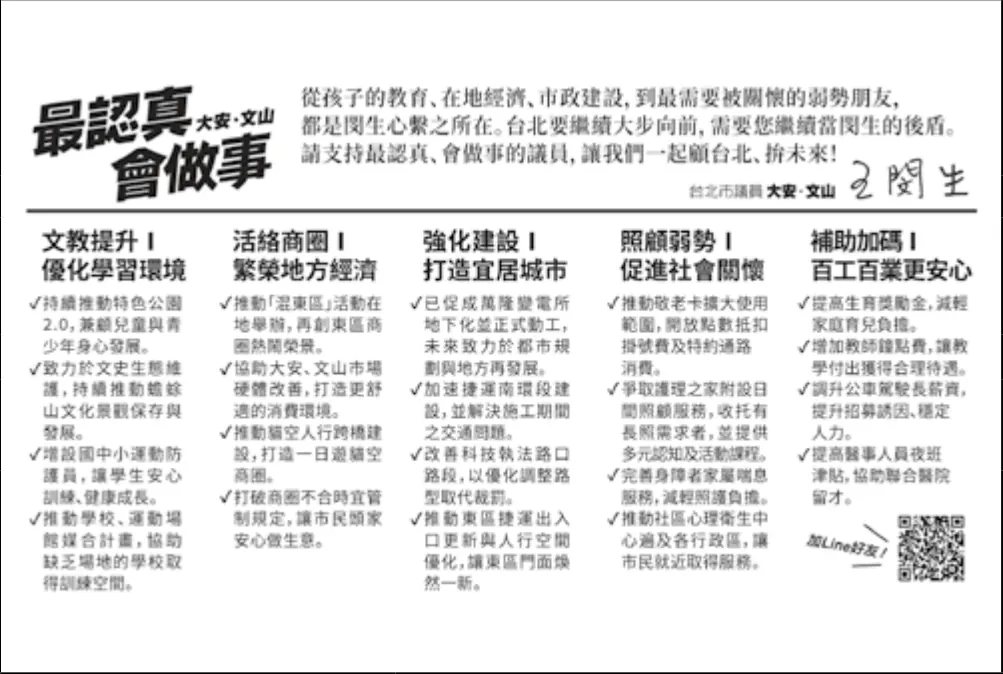 最認真
大安·文山
會做事
從孩子的教育、在地經濟、市政建設，到最需要被關懷的弱勢朋友，
都是閔生心繫之所在。台北要繼續大步向前，需要您繼續當閔生的後盾。
請支持最認真、會做事的議員，讓我們一起顧台北、拚未來！
台北市議員 大安·文山 王閔生
文教提升 |
優化學習環境
✓持續推動特色公園
2.0，兼顧兒童與青
少年身心發展。
✓致力於文史生態維
護，持續推動蟾蜍
山文化景觀保存與
發展。
✓增設國中小運動防
護員，讓學生安心
訓練、健康成長。
✓推動學校、運動場
館媒合計畫，協助
缺乏場地的學校取
得訓練空間。
活絡商圈 |
繁榮地方經濟
✓推動「混東區」活動在
地舉辦，再創東區商
圈熱鬧榮景。
✓協助大安、文山市場
硬體改善，打造更舒
適的消費環境。
✓推動貓空人行跨橋建
設，打造一日遊貓空
商圈。
✓打破商圈不合時宜管
制規定，讓市民頭家
安心做生意。
強化建設 |
打造宜居城市
✓已促成萬隆變電所
地下化並正式動工，
未來致力於都市規
劃與地方再發展。
✓加速捷運南環段建
設，並解決施工期間
之交通問題。
✓改善科技執法路口
路段，以優化調整路
型取代裁罰。
✓推動東區捷運出入
口更新與人行空間
優化，讓東區門面煥
然一新。
照顧弱勢 |
促進社會關懷
✓推動敬老卡擴大使用
範圍，開放點數抵扣
掛號費及特約通路
消費。
✓爭取護理之家附設日
間照顧服務，收托有
長照需求者，並提供
多元認知及活動課程。
✓完善身障者家屬喘息
服務，減輕照護負擔。
✓推動社區心理衛生中
心遍及各行政區，讓
市民就近取得服務。
補助加碼 |
百工百業更安心
✓提高生育獎勵金，減輕
家庭育兒負擔。
✓增加教師鐘點費，讓教
學付出獲得合理待遇。
✓調升公車駕駛長薪資，
提升招募誘因、穩定
人力。
✓提高醫事人員夜班
津貼，協助聯合醫院
留才。
加Line好友！